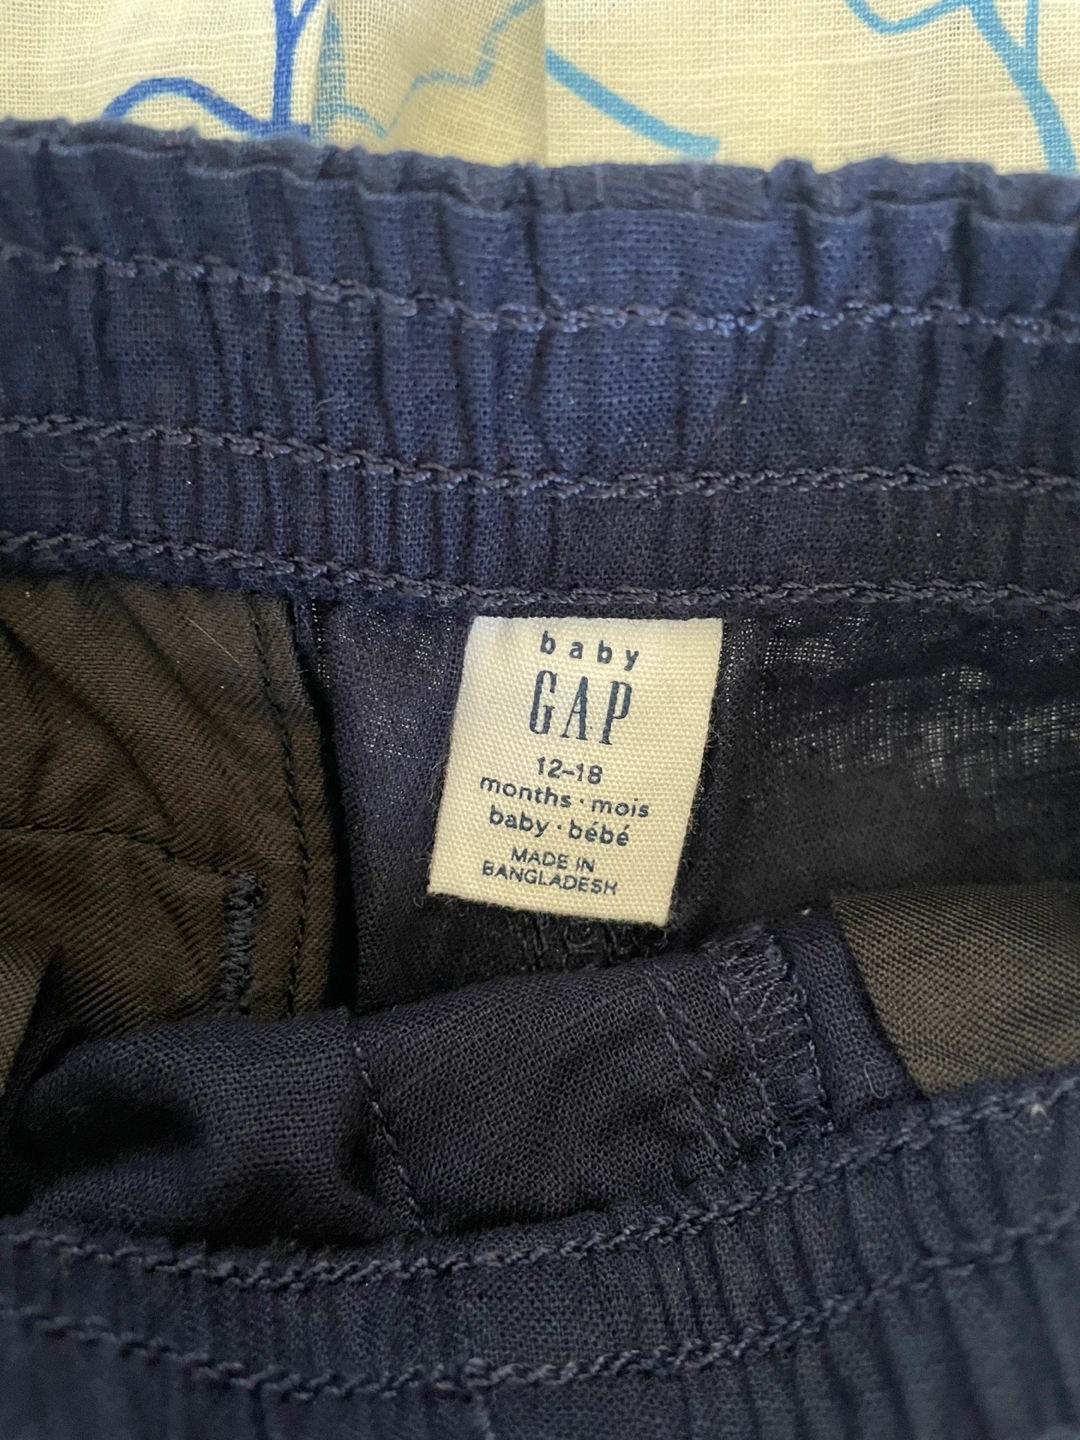 baby
GAP
12-18
months · mois
baby · bébé
MADE IN
BANGLADESH